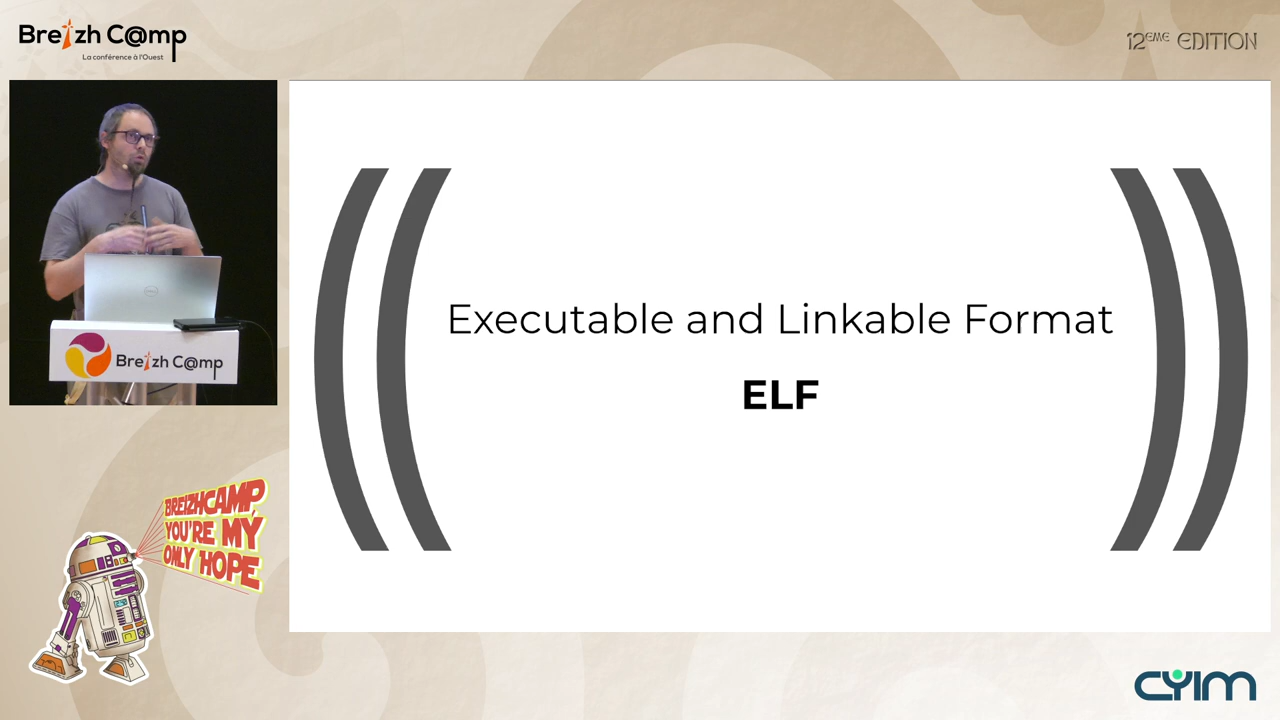 Breizh C@mp
La conférence à l'Ouest
12ÈME EDITION
((
Executable and Linkable Format
ELF
))
Breizh C@mp
BREIZHCAMP
YOU'RE MY
ONLY HOPE
CYIM